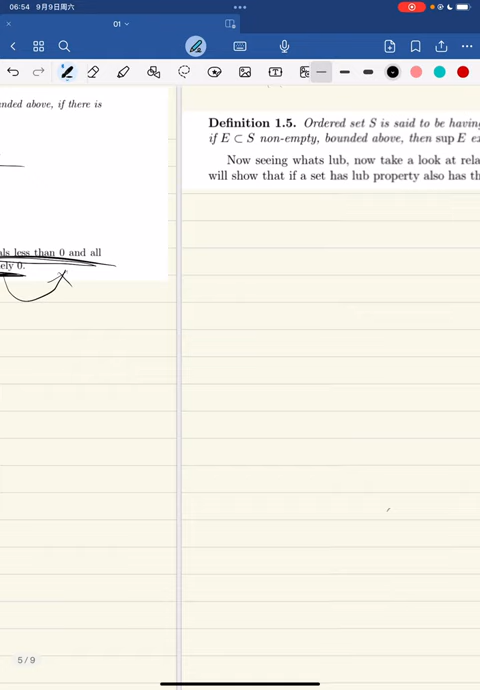 06:54 9月9日周六
01
nded above, if there is
als less than 0 and all
ely 0.
Definition 1.5. Ordered set S is said to be having
if E ⊂ S non-empty, bounded above, then sup E ex
Now seeing whats lub, now take a look at rela
will show that if a set has lub property also has th
5/9